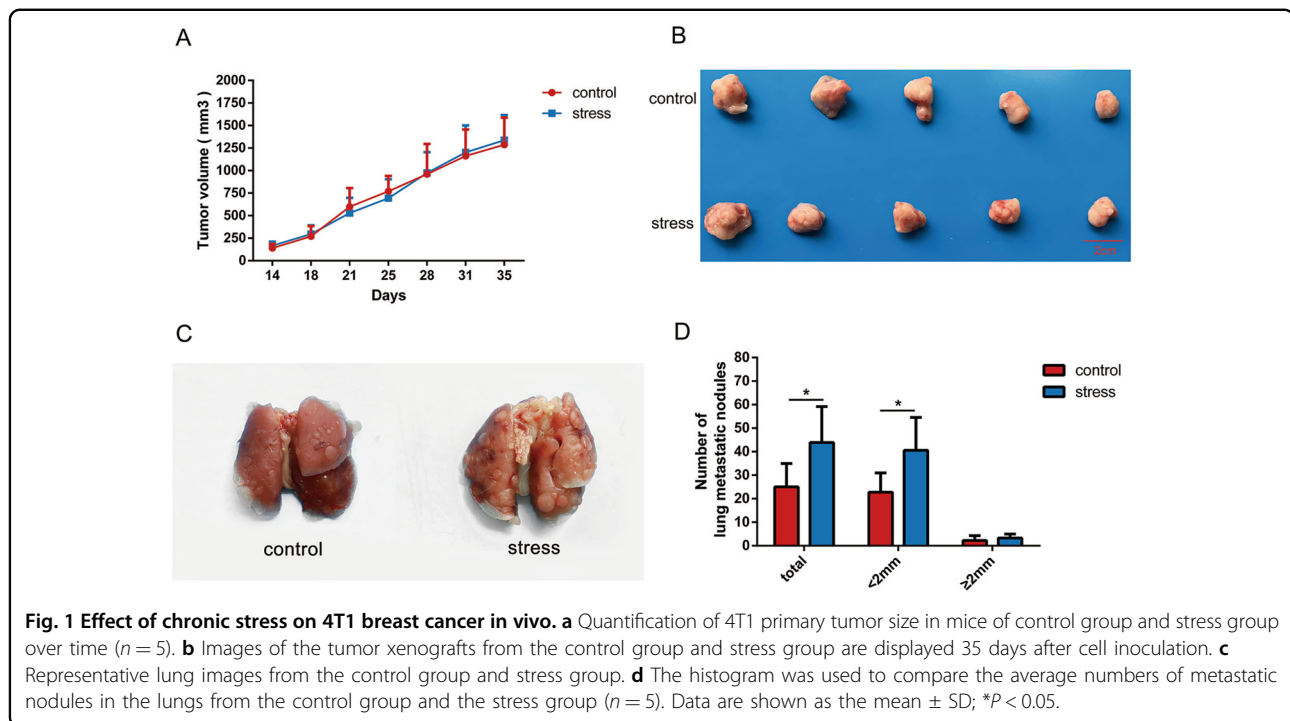 A
Tumor volume ( mm3 )
2000
1750
1500
1250
1000
750
500
250
0
14 18 21 25 28 31 35
Days
control
stress
B
control
stress
2cm
C
control
stress
D
Number of
lung metastatic nodules
80
70
60
50
40
30
20
10
0
* *
total <2mm ≥2mm
control
stress
Fig. 1 Effect of chronic stress on 4T1 breast cancer in vivo. a Quantification of 4T1 primary tumor size in mice of control group and stress group
over time (n = 5). b Images of the tumor xenografts from the control group and stress group are displayed 35 days after cell inoculation. c
Representative lung images from the control group and stress group. d The histogram was used to compare the average numbers of metastatic
nodules in the lungs from the control group and the stress group (n = 5). Data are shown as the mean ± SD; *P < 0.05.